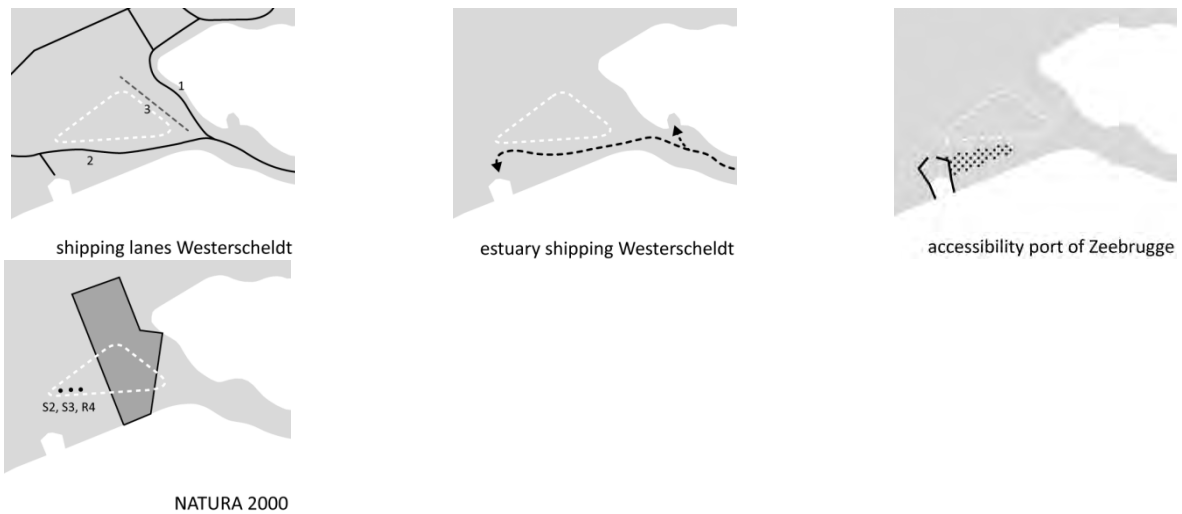 1
3
2
shipping lanes Westerscheldt
estuary shipping Westerscheldt
accessibility port of Zeebrugge
S2, S3, R4
NATURA 2000